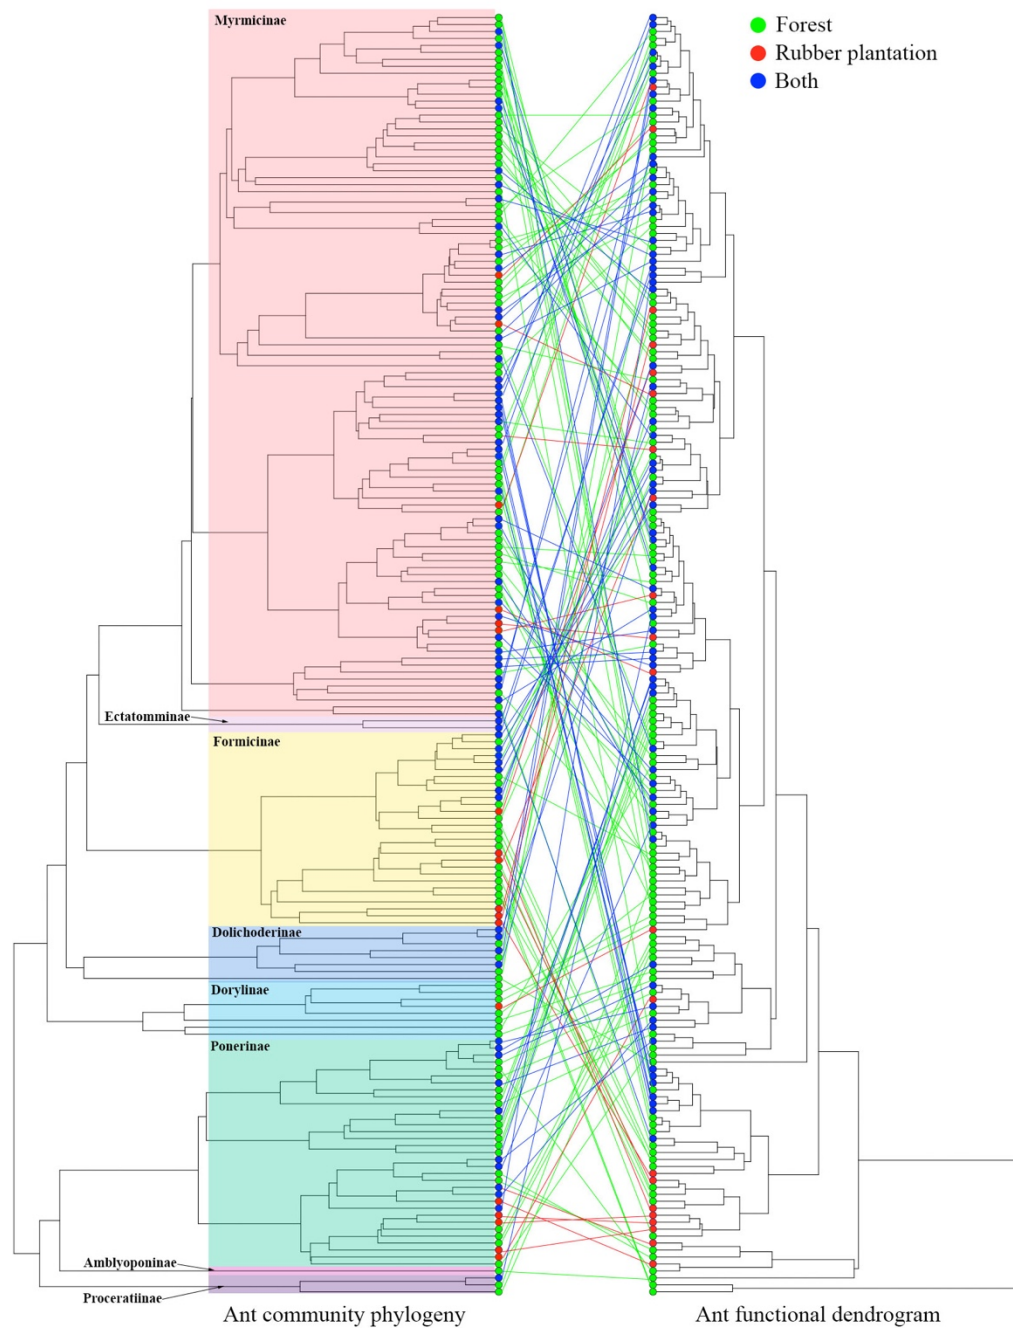 Myrmicinae
Forest
Rubber plantation
Both
Ectatomminae
Formicinae
Dolichoderinae
Dorylinae
Ponerinae
Amblyoponinae
Proceratiinae
Ant community phylogeny
Ant functional dendrogram